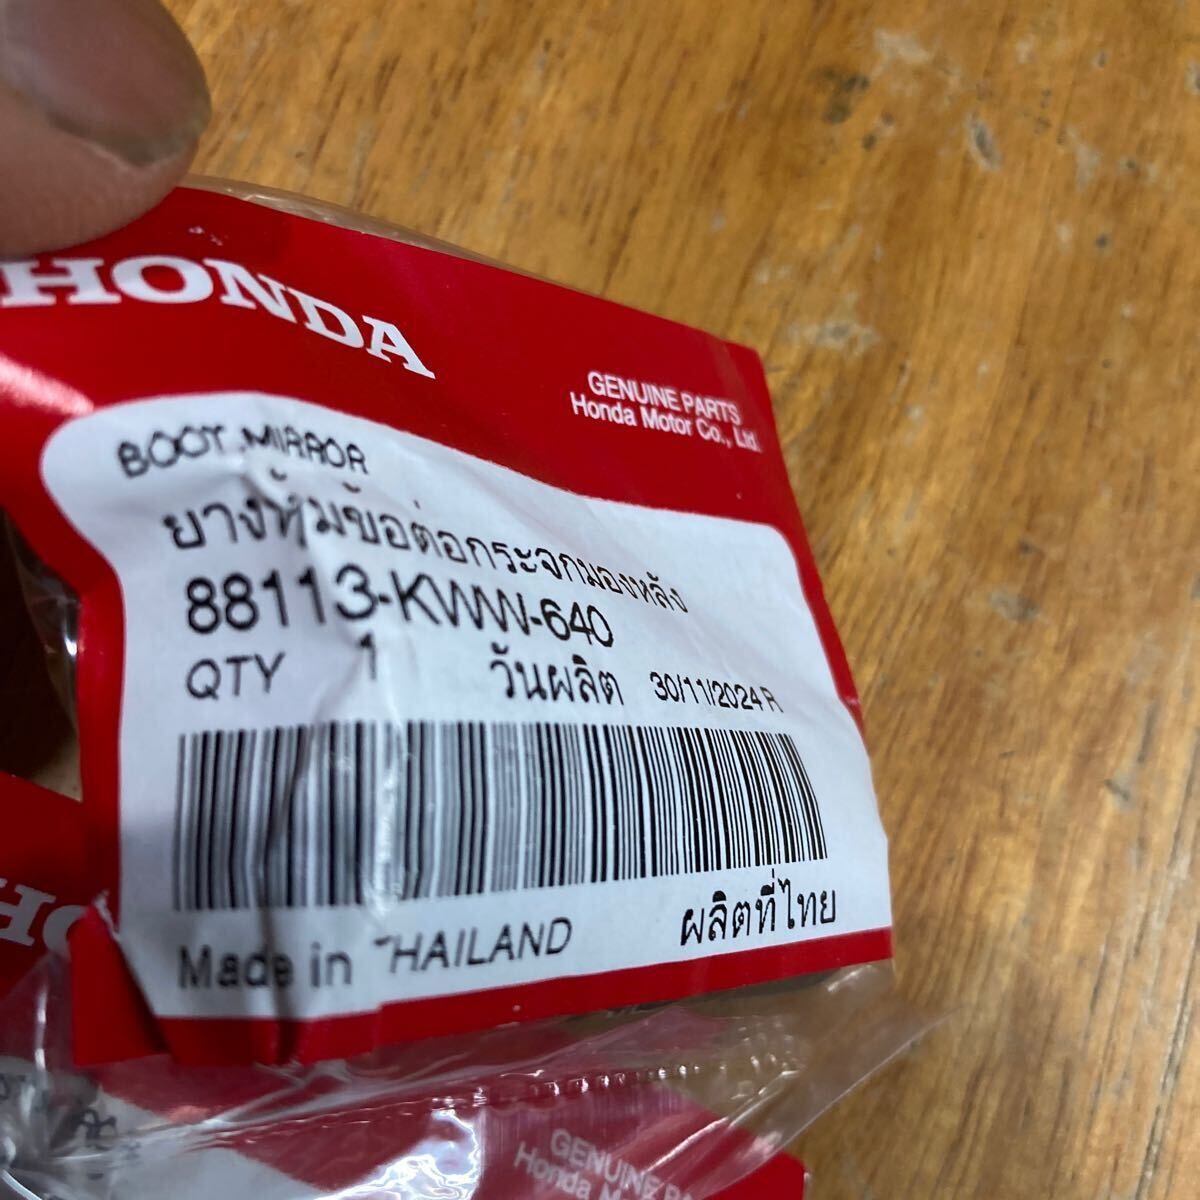 HONDA
GENUINE PARTS
Honda Motor Co., Ltd.
BOOT,MIRROR
ยางหุ้มข้อต่อกระจกมองหลัง
88113-KWW-640
QTY 1 วันผลิต 30/11/2024 R
Made in THAILAND ผลิตที่ไทย
GENUINE
Honda